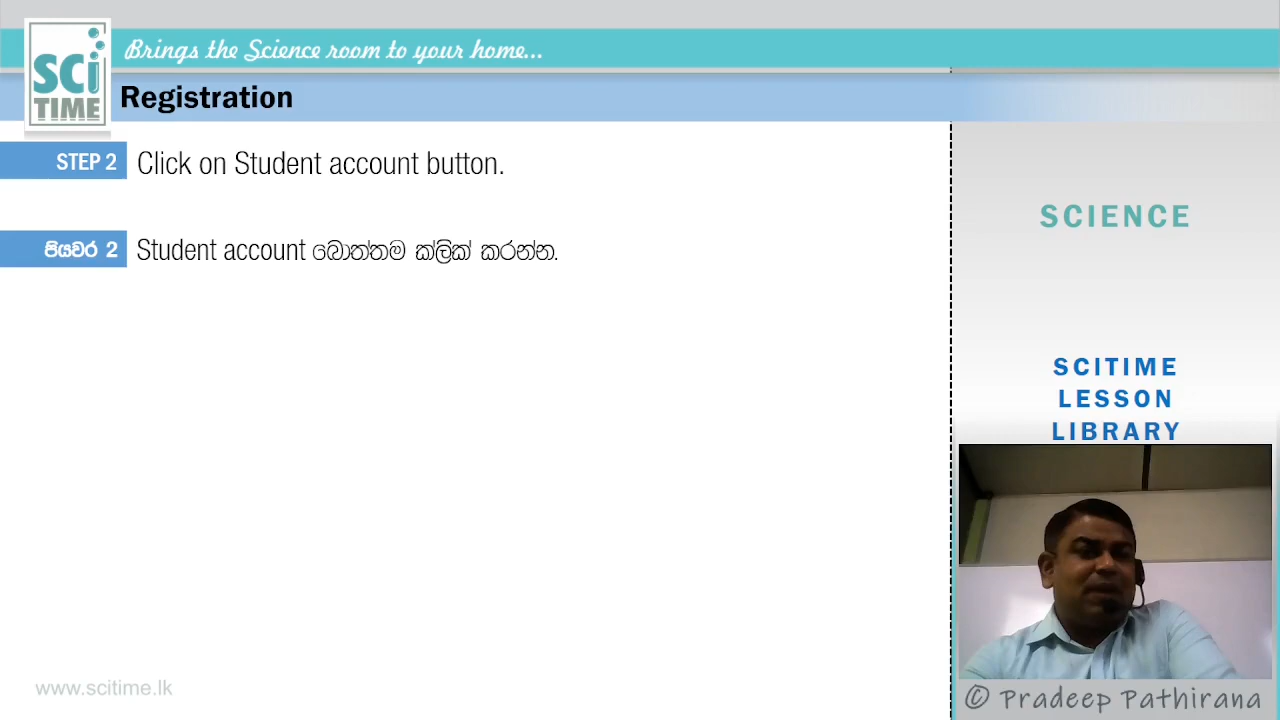 SCi
TIME
Brings the Science room to your home...
Registration
STEP 2 Click on Student account button.
පියවර 2 Student account බොත්තම ක්ලික් කරන්න.
SCIENCE
SCITIME
LESSON
LIBRARY
www.scitime.lk
© Pradeep Pathirana